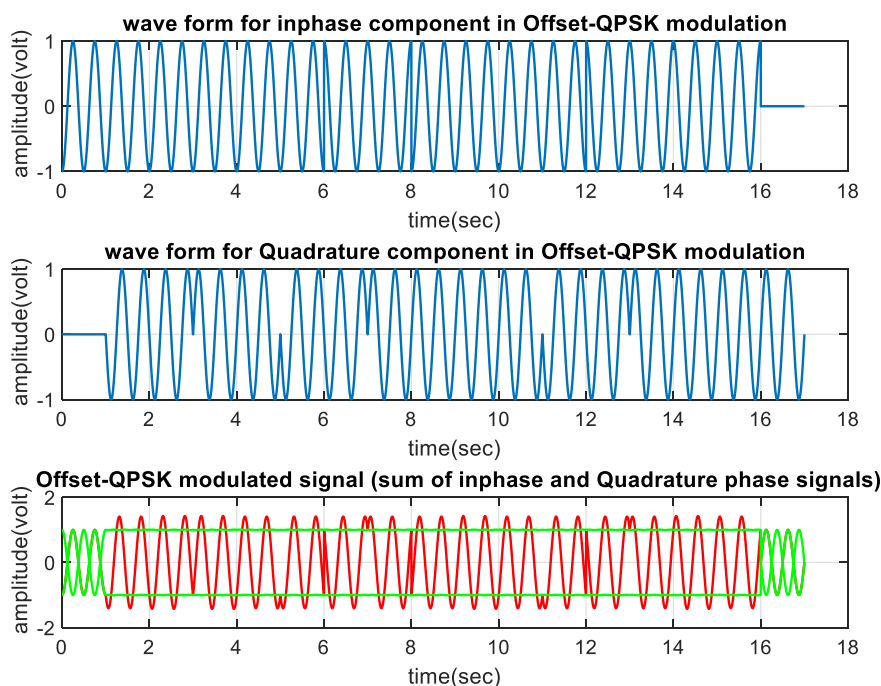 wave form for inphase component in Offset-QPSK modulation
amplitude(volt)
1
0
-1
0 2 4 6 8 10 12 14 16 18
time(sec)
wave form for Quadrature component in Offset-QPSK modulation
amplitude(volt)
1
0
-1
0 2 4 6 8 10 12 14 16 18
time(sec)
Offset-QPSK modulated signal (sum of inphase and Quadrature phase signals)
amplitude(volt)
2
0
-2
0 2 4 6 8 10 12 14 16 18
time(sec)